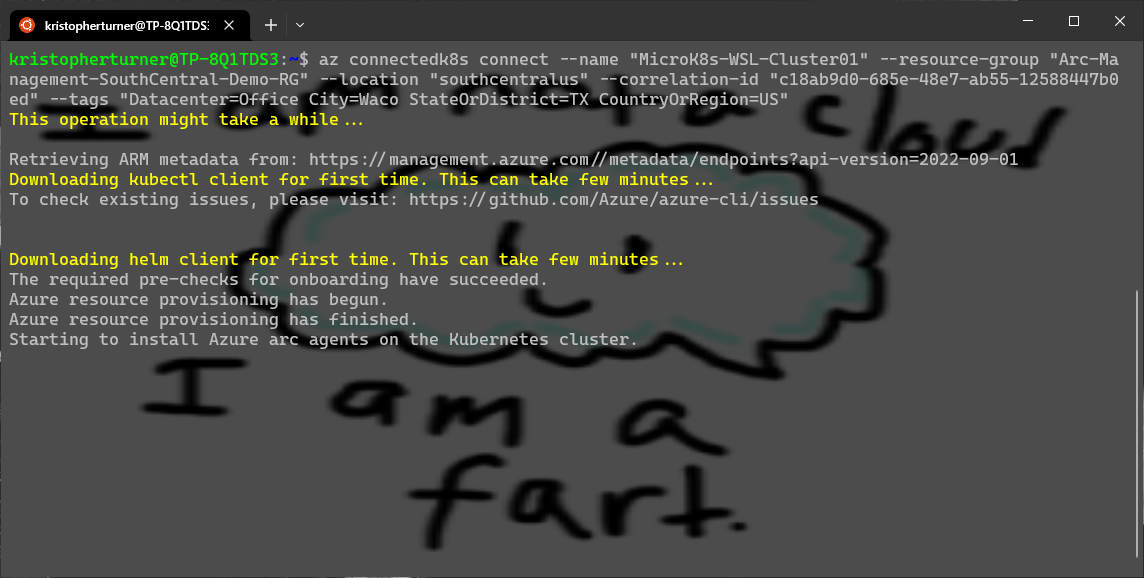 kristopherturner@TP-8Q1TDS:
kristopherturner@TP-8Q1TDS3:~$ az connectedk8s connect --name "MicroK8s-WSL-Cluster01" --resource-group "Arc-Ma
nagement-SouthCentral-Demo-RG" --location "southcentralus" --correlation-id "c18ab9d0-685e-48e7-ab55-12588447b0
ed" --tags "Datacenter=Office City=Waco StateOrDistrict=TX CountryOrRegion=US"
This operation might take a while...
I am not a cloud
Retrieving ARM metadata from: https://management.azure.com//metadata/endpoints?api-version=2022-09-01
Downloading kubectl client for first time. This can take few minutes...
To check existing issues, please visit: https://github.com/Azure/azure-cli/issues
Downloading helm client for first time. This can take few minutes...
The required pre-checks for onboarding have succeeded.
Azure resource provisioning has begun.
Azure resource provisioning has finished.
Starting to install Azure arc agents on the Kubernetes cluster.
I am a
fart.